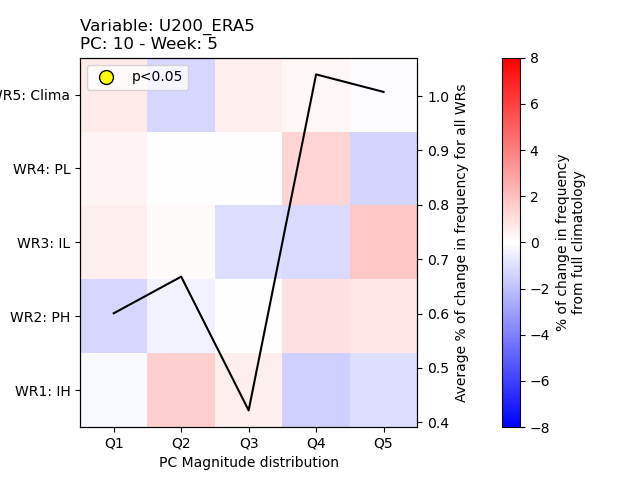 Variable: U200_ERA5
PC: 10 - Week: 5
p<0.05
R5: Clima
WR4: PL
WR3: IL
WR2: PH
WR1: IH
Q1 Q2 Q3 Q4 Q5
PC Magnitude distribution
1.0
0.9
0.8
0.7
0.6
0.5
0.4
Average % of change in frequency for all WRs
8
6
4
2
0
−2
−4
−6
−8
% of change in frequency
from full climatology